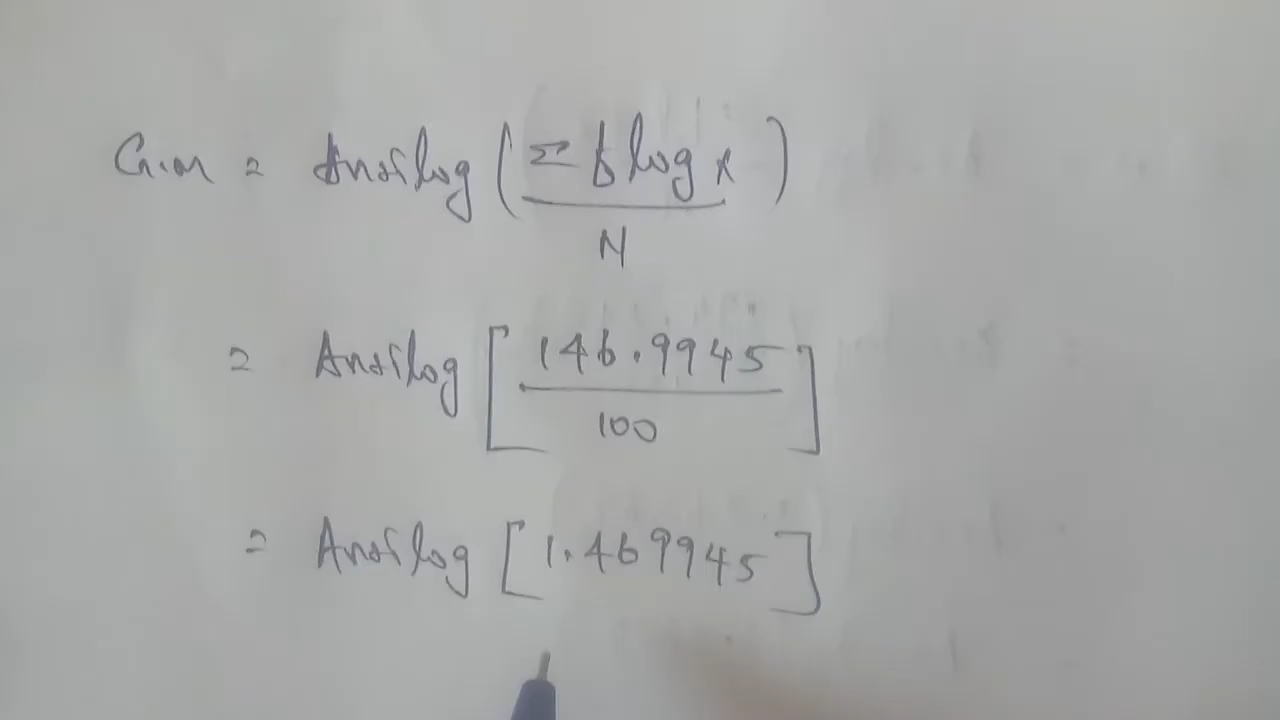 G.M = Antilog (Σ f log x / N)
= Antilog [146.9945 / 100]
= Antilog [1.469945]